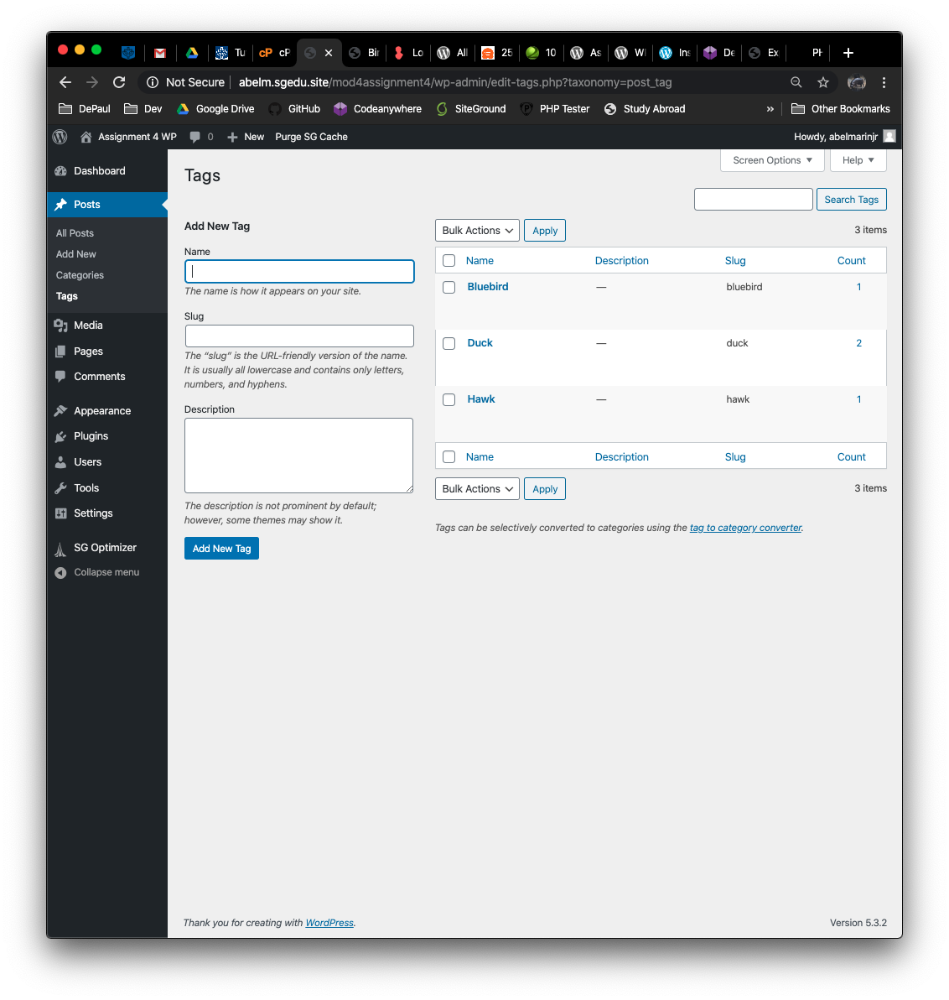 Tu
cP
cP
Bir
Lo
All
25
10
As
WI
Ins
De
Ex
PH
Not Secure
abelm.sgedu.site/mod4assignment4/wp-admin/edit-tags.php?taxonomy=post_tag
DePaul
Dev
Google Drive
GitHub
Codeanywhere
SiteGround
PHP Tester
Study Abroad
»
Other Bookmarks
Assignment 4 WP
0
New
Purge SG Cache
Howdy, abelmarinjr
Dashboard
Posts
All Posts
Add New
Categories
Tags
Media
Pages
Comments
Appearance
Plugins
Users
Tools
Settings
SG Optimizer
Collapse menu
Screen Options
Help
Tags
Search Tags
Add New Tag
Name
The name is how it appears on your site.
Slug
The “slug” is the URL-friendly version of the name.
It is usually all lowercase and contains only letters,
numbers, and hyphens.
Description
The description is not prominent by default;
however, some themes may show it.
Add New Tag
Bulk Actions
Apply
3 items
Name Description Slug Count
Bluebird — bluebird 1
Duck — duck 2
Hawk — hawk 1
Name Description Slug Count
Bulk Actions
Apply
3 items
Tags can be selectively converted to categories using the tag to category converter.
Thank you for creating with WordPress.
Version 5.3.2